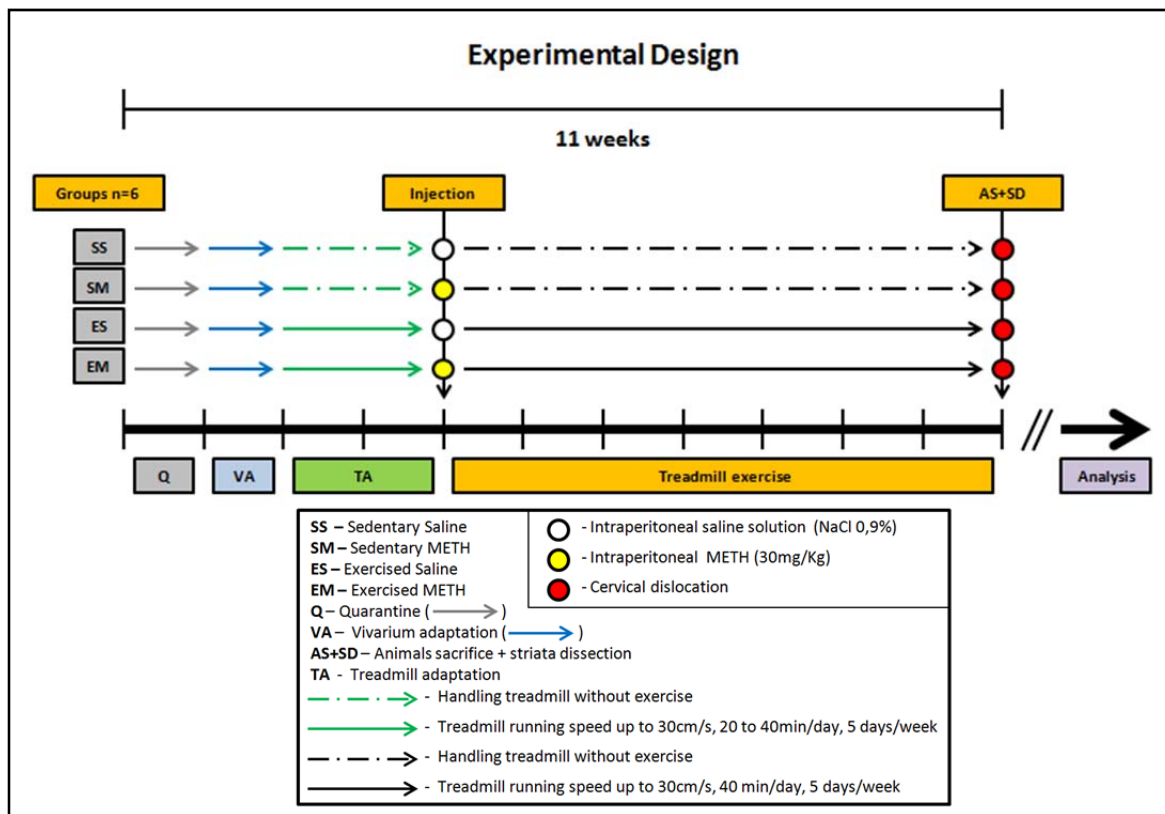 Experimental Design
11 weeks
Groups n=6
Injection
AS+SD
SS
SM
ES
EM
Q
VA
TA
Treadmill exercise
Analysis
SS – Sedentary Saline
SM – Sedentary METH
ES – Exercised Saline
EM – Exercised METH
Q – Quarantine ( )
VA – Vivarium adaptation ( )
AS+SD – Animals sacrifice + striata dissection
TA - Treadmill adaptation
- Handling treadmill without exercise
- Treadmill running speed up to 30cm/s, 20 to 40min/day, 5 days/week
- Handling treadmill without exercise
- Treadmill running speed up to 30cm/s, 40 min/day, 5 days/week
- Intraperitoneal saline solution (NaCl 0,9%)
- Intraperitoneal METH (30mg/Kg)
- Cervical dislocation